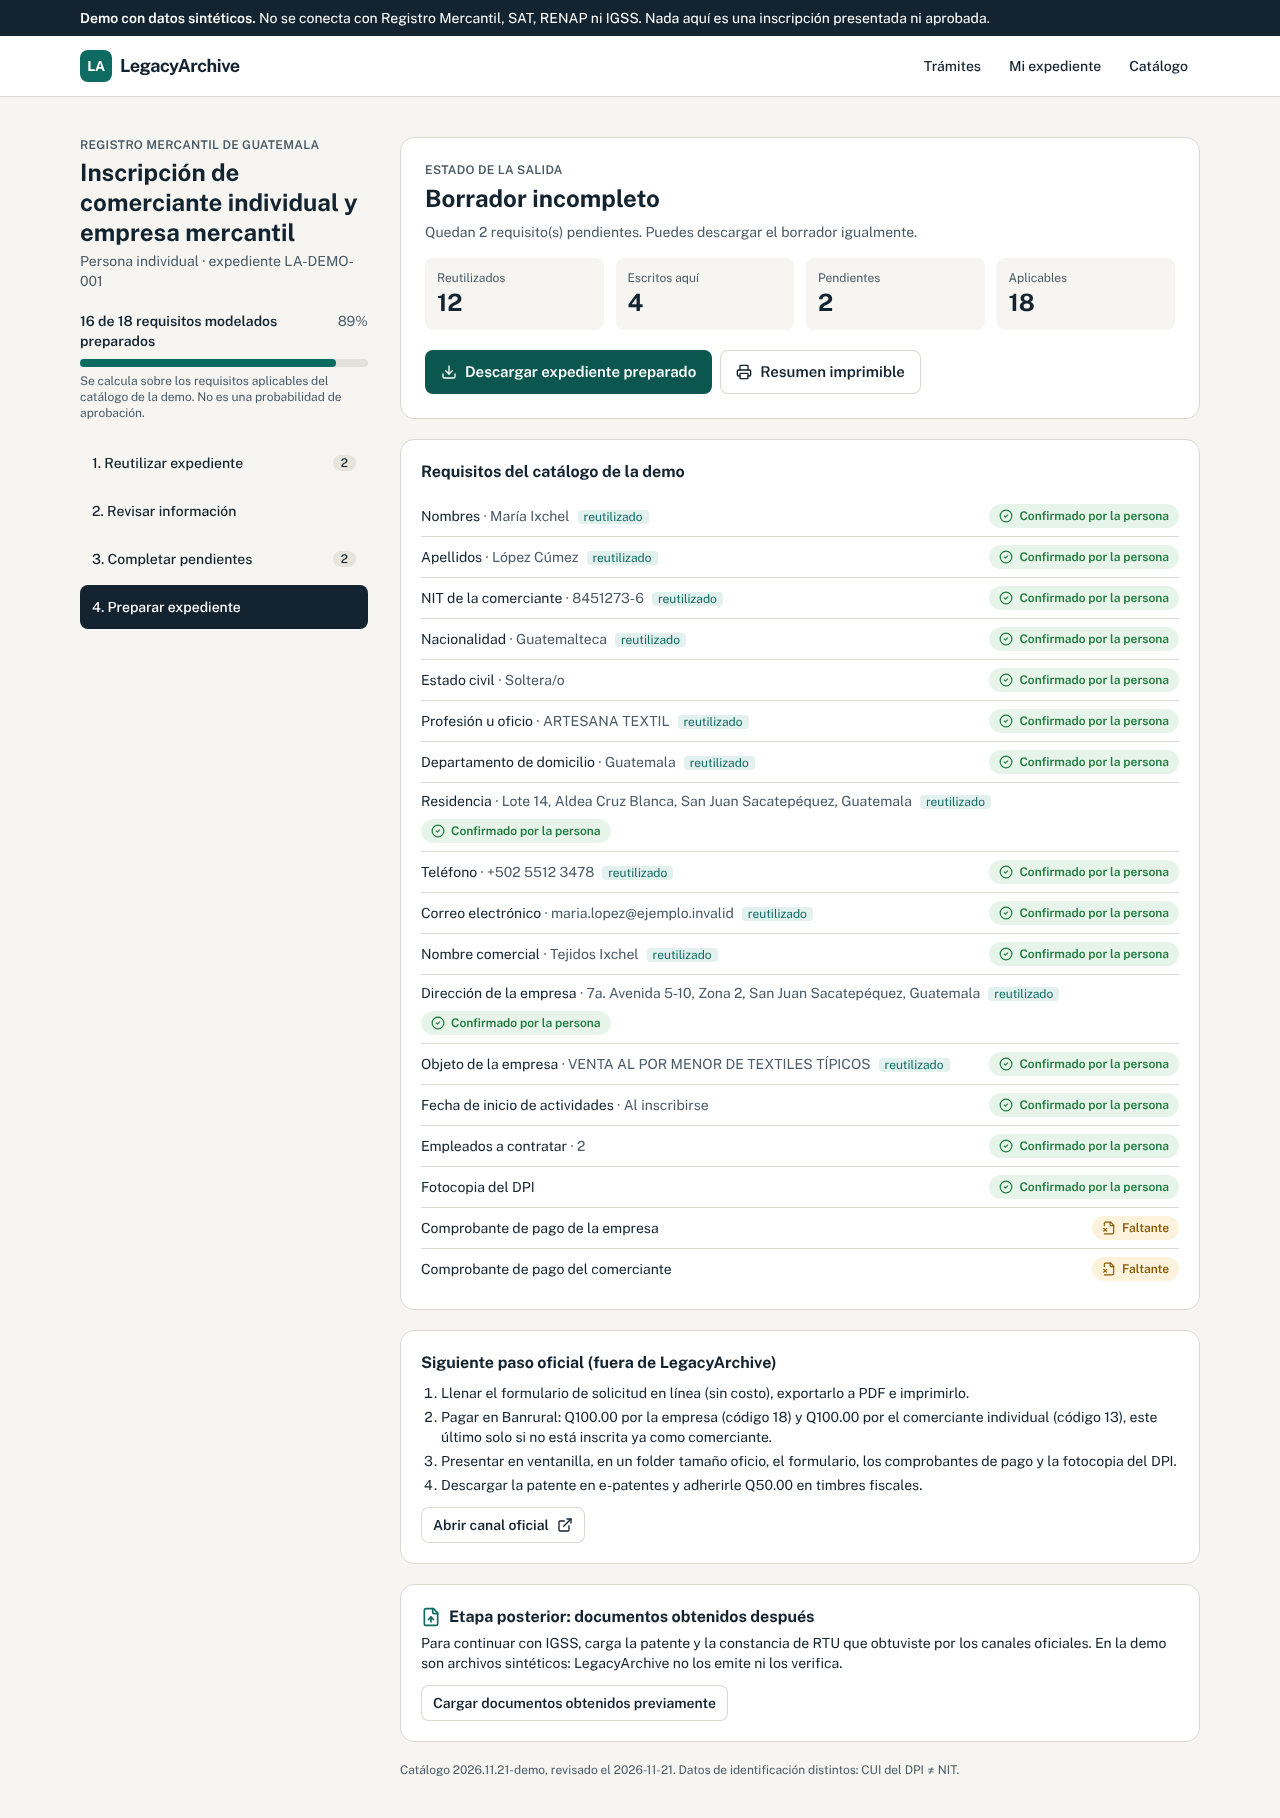 Demo con datos sintéticos. No se conecta con Registro Mercantil, SAT, RENAP ni IGSS. Nada aquí es una inscripción presentada ni aprobada.
LA LegacyArchive
Trámites Mi expediente Catálogo
REGISTRO MERCANTIL DE GUATEMALA
Inscripción de
comerciante individual y
empresa mercantil
Persona individual · expediente LA-DEMO-
001
16 de 18 requisitos modelados
preparados
89%
Se calcula sobre los requisitos aplicables del
catálogo de la demo. No es una probabilidad de
aprobación.
1. Reutilizar expediente 2
2. Revisar información
3. Completar pendientes 2
4. Preparar expediente
ESTADO DE LA SALIDA
Borrador incompleto
Quedan 2 requisito(s) pendientes. Puedes descargar el borrador igualmente.
Reutilizados
12
Escritos aquí
4
Pendientes
2
Aplicables
18
Descargar expediente preparado
Resumen imprimible
Requisitos del catálogo de la demo
Nombres · María Ixchel reutilizado Confirmado por la persona
Apellidos · López Cúmez reutilizado Confirmado por la persona
NIT de la comerciante · 8451273-6 reutilizado Confirmado por la persona
Nacionalidad · Guatemalteca reutilizado Confirmado por la persona
Estado civil · Soltera/o Confirmado por la persona
Profesión u oficio · ARTESANA TEXTIL reutilizado Confirmado por la persona
Departamento de domicilio · Guatemala reutilizado Confirmado por la persona
Residencia · Lote 14, Aldea Cruz Blanca, San Juan Sacatepéquez, Guatemala reutilizado
Confirmado por la persona
Teléfono · +502 5512 3478 reutilizado Confirmado por la persona
Correo electrónico · maria.lopez@ejemplo.invalid reutilizado Confirmado por la persona
Nombre comercial · Tejidos Ixchel reutilizado Confirmado por la persona
Dirección de la empresa · 7a. Avenida 5-10, Zona 2, San Juan Sacatepéquez, Guatemala reutilizado
Confirmado por la persona
Objeto de la empresa · VENTA AL POR MENOR DE TEXTILES TÍPICOS reutilizado Confirmado por la persona
Fecha de inicio de actividades · Al inscribirse Confirmado por la persona
Empleados a contratar · 2 Confirmado por la persona
Fotocopia del DPI Confirmado por la persona
Comprobante de pago de la empresa Faltante
Comprobante de pago del comerciante Faltante
Siguiente paso oficial (fuera de LegacyArchive)
1. Llenar el formulario de solicitud en línea (sin costo), exportarlo a PDF e imprimirlo.
2. Pagar en Banrural: Q100.00 por la empresa (código 18) y Q100.00 por el comerciante individual (código 13), este
último solo si no está inscrita ya como comerciante.
3. Presentar en ventanilla, en un folder tamaño oficio, el formulario, los comprobantes de pago y la fotocopia del DPI.
4. Descargar la patente en e-patentes y adherirle Q50.00 en timbres fiscales.
Abrir canal oficial
Etapa posterior: documentos obtenidos después
Para continuar con IGSS, carga la patente y la constancia de RTU que obtuviste por los canales oficiales. En la demo
son archivos sintéticos: LegacyArchive no los emite ni los verifica.
Cargar documentos obtenidos previamente
Catálogo 2026.11.21-demo, revisado el 2026-11-21. Datos de identificación distintos: CUI del DPI ≠ NIT.